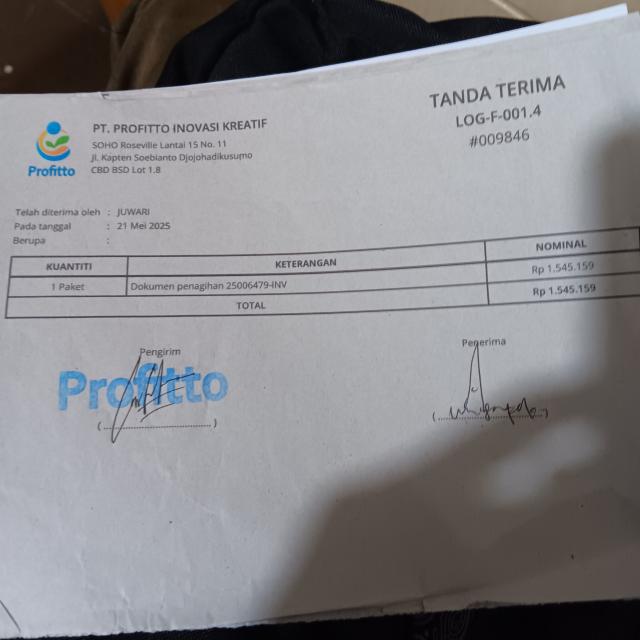 TANDA TERIMA
LOG-F-001.4
#009846
Profitto
PT. PROFITTO INOVASI KREATIF
SOHO Roseville Lantai 15 No. 11
Jl. Kapten Soebianto Djojohadikusumo
CBD BSD Lot 1.8
Telah diterima oleh : JUWARI
Pada tanggal : 21 Mei 2025
Berupa :
KUANTITI KETERANGAN NOMINAL
1 Paket Dokumen penagihan 25006479-INV Rp 1.545.159
TOTAL Rp 1.545.159
Pengirim Penerima
Profitto